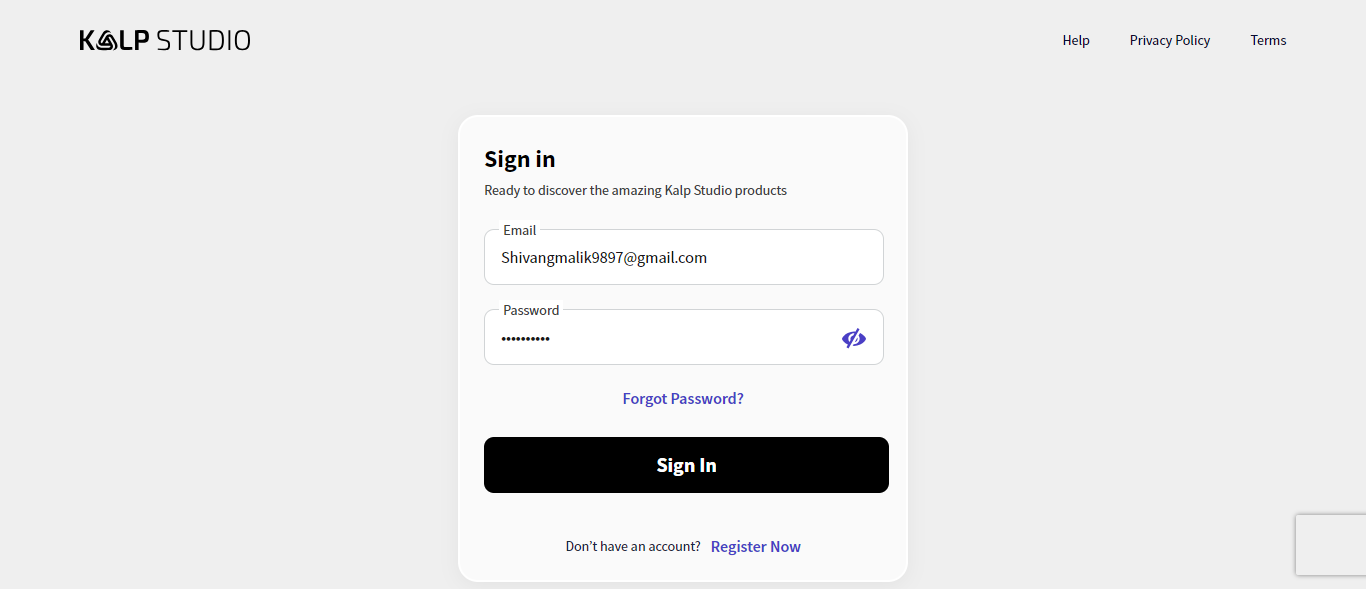 KALP STUDIO
Help
Privacy Policy
Terms
Sign in
Ready to discover the amazing Kalp Studio products
Email
Shivangmalik9897@gmail.com
Password
••••••••••
Forgot Password?
Sign In
Don't have an account? Register Now